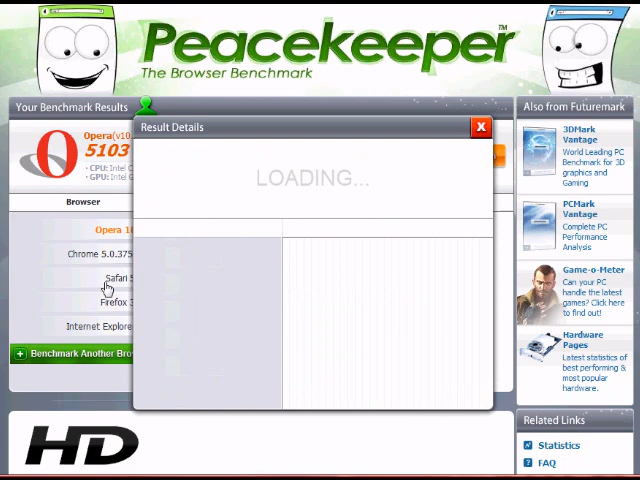 Peacekeeper™
The Browser Benchmark
Your Benchmark Results
Also from Futuremark
Opera(v10.
5103
• CPU: Intel C
• GPU: Intel
Browser
Opera 10
Chrome 5.0.375
Safari 5
Firefox 3
Internet Explore
Benchmark Another Bro
Result Details
X
LOADING...
3DMark
Vantage
World Leading PC
Benchmark for 3D
graphics and
Gaming
PCMark
Vantage
Complete PC
Performance
Analysis
Game-o-Meter
Can your PC
handle the latest
games? Click here
to find out!
Hardware
Pages
Latest statistics of
best performing &
most popular
hardware.
Related Links
Statistics
? FAQ
HD